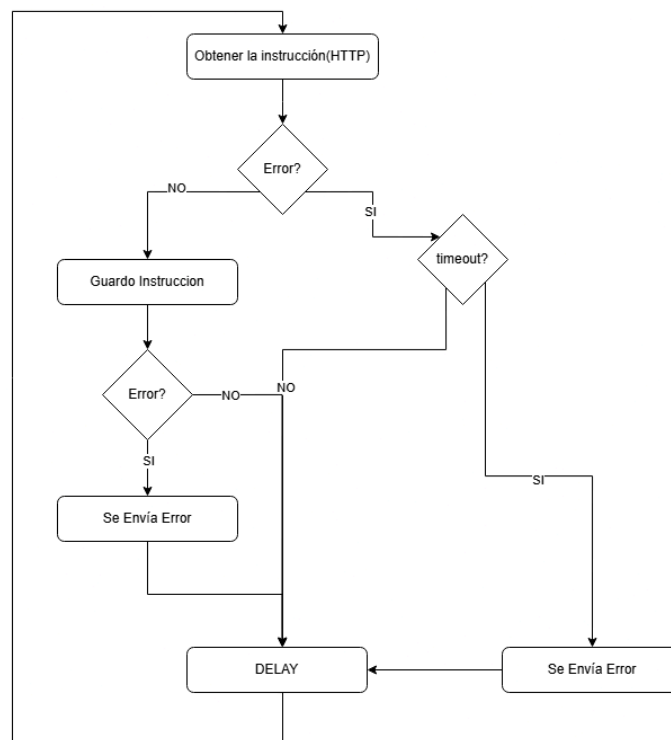 Obtener la instrucción(HTTP)
Error?
NO
SI
timeout?
Guardo Instruccion
Error?
NO
NO
SI
SI
Se Envía Error
DELAY
Se Envía Error